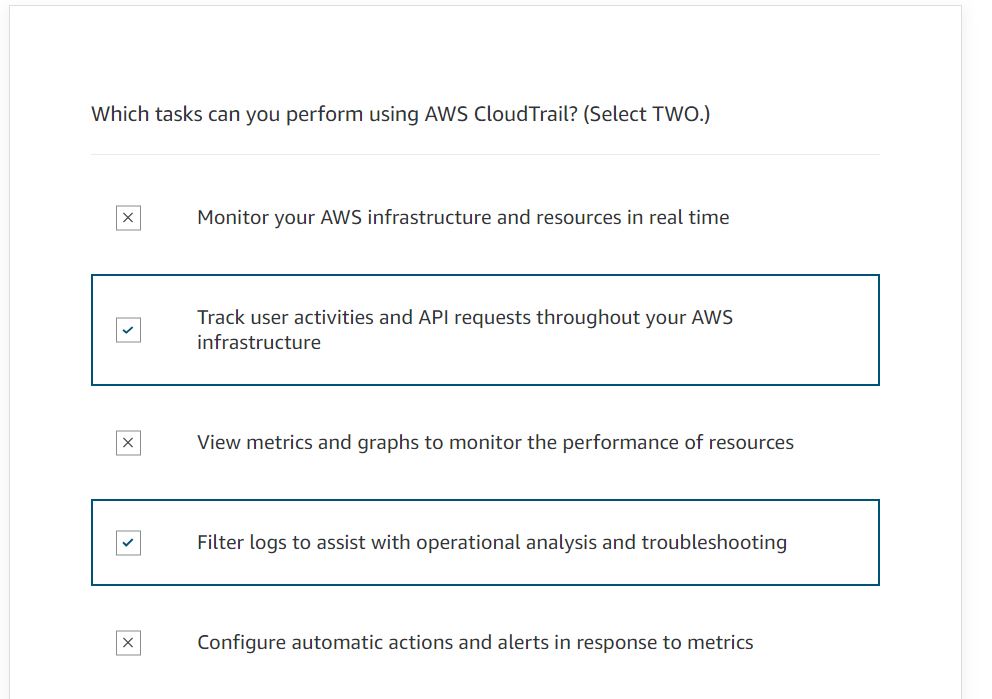 Which tasks can you perform using AWS CloudTrail? (Select TWO.)
Monitor your AWS infrastructure and resources in real time
Track user activities and API requests throughout your AWS
infrastructure
View metrics and graphs to monitor the performance of resources
Filter logs to assist with operational analysis and troubleshooting
Configure automatic actions and alerts in response to metrics